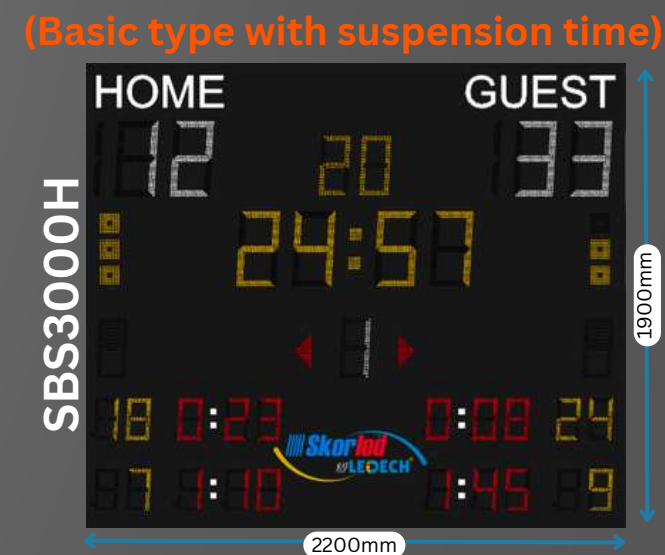 (Basic type with suspension time)
HOME GUEST
12 20 33
24:57
1
18 0:23 0:08 24
7 1:10 1:45 9
Skorled
by LEDECH
SBS3000H
1900mm
2200mm